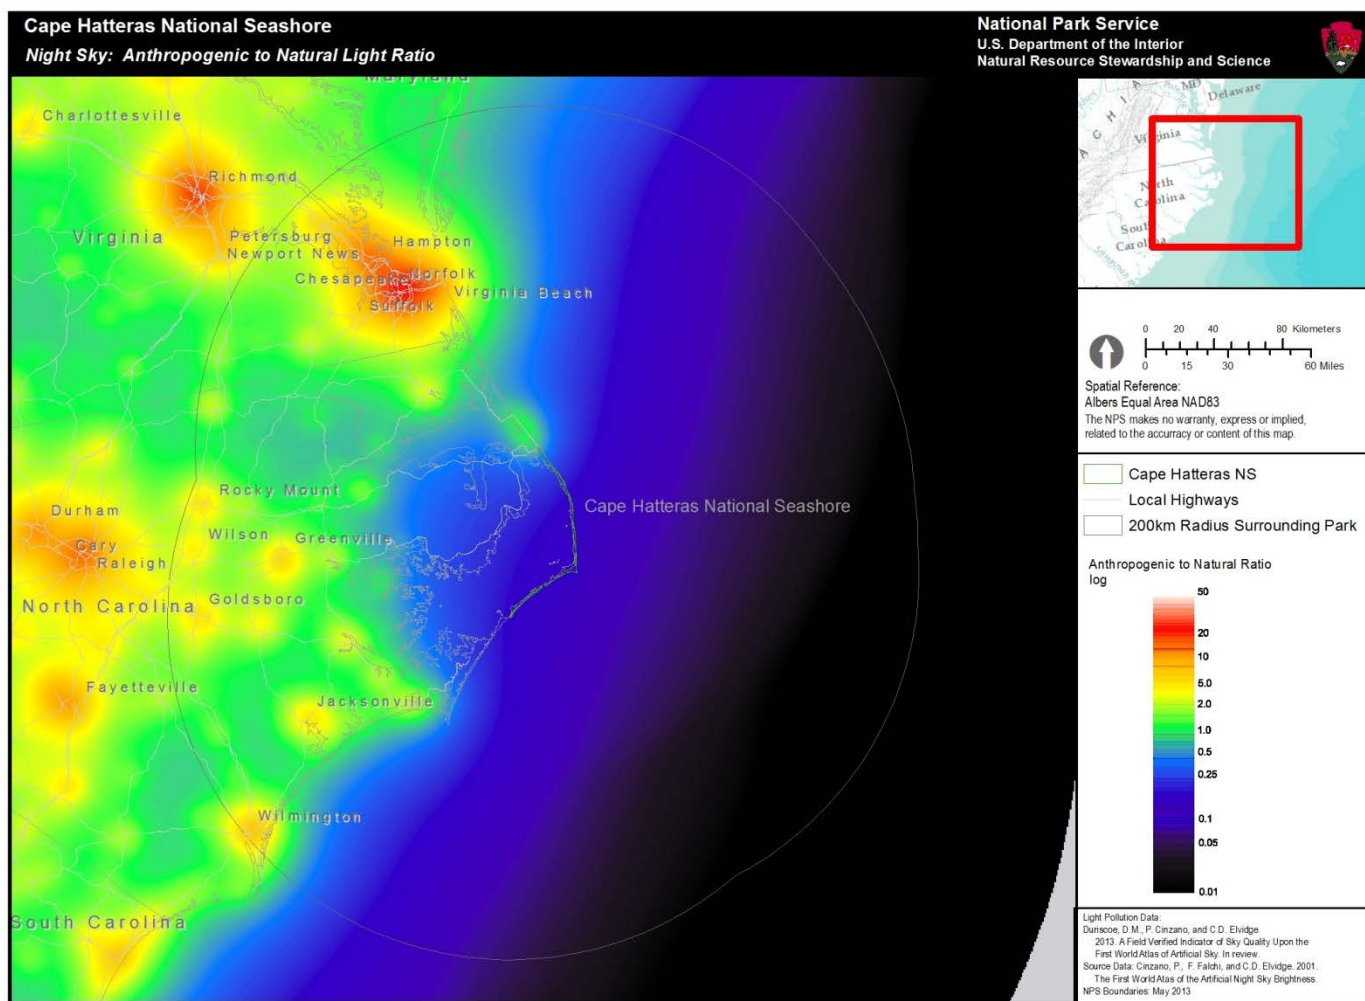 Cape Hatteras National Seashore
Night Sky: Anthropogenic to Natural Light Ratio
National Park Service
U.S. Department of the Interior
Natural Resource Stewardship and Science
Maryland
Charlottesville
Richmond
Virginia
Petersburg
Hampton
Newport News
Chesapeake
Norfolk
Suffolk
Virginia Beach
Rocky Mount
Durham
Cape Hatteras National Seashore
Wilson
Greenville
Cary
Raleigh
North Carolina
Goldsboro
Fayetteville
Jacksonville
Wilmington
South Carolina
MD
Delaware
A C H I A
Virginia
North
Carolina
South
Carolina
Savannah
0 20 40 80 Kilometers
0 15 30 60 Miles
Spatial Reference:
Albers Equal Area NAD83
The NPS makes no warranty, express or implied,
related to the accurracy or content of this map.
Cape Hatteras NS
Local Highways
200km Radius Surrounding Park
Anthropogenic to Natural Ratio
log
50
20
10
5.0
2.0
1.0
0.5
0.25
0.1
0.05
0.01
Light Pollution Data:
Duriscoe, D.M., P. Cinzano, and C.D. Elvidge.
2013. A Field Verified Indicator of Sky Quality Upon the
First World Atlas of Artificial Sky. In review.
Source Data: Cinzano, P., F. Falchi, and C.D. Elvidge. 2001.
The First World Atas of the Artificial Night Sky Brightness.
NPS Boundaries: May 2013